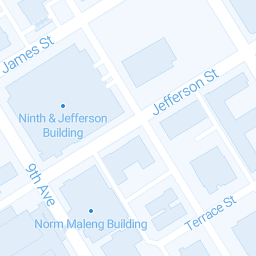 James St
Jefferson St
Ninth & Jefferson
Building
9th Ave
Norm Maleng Building
Terrace St